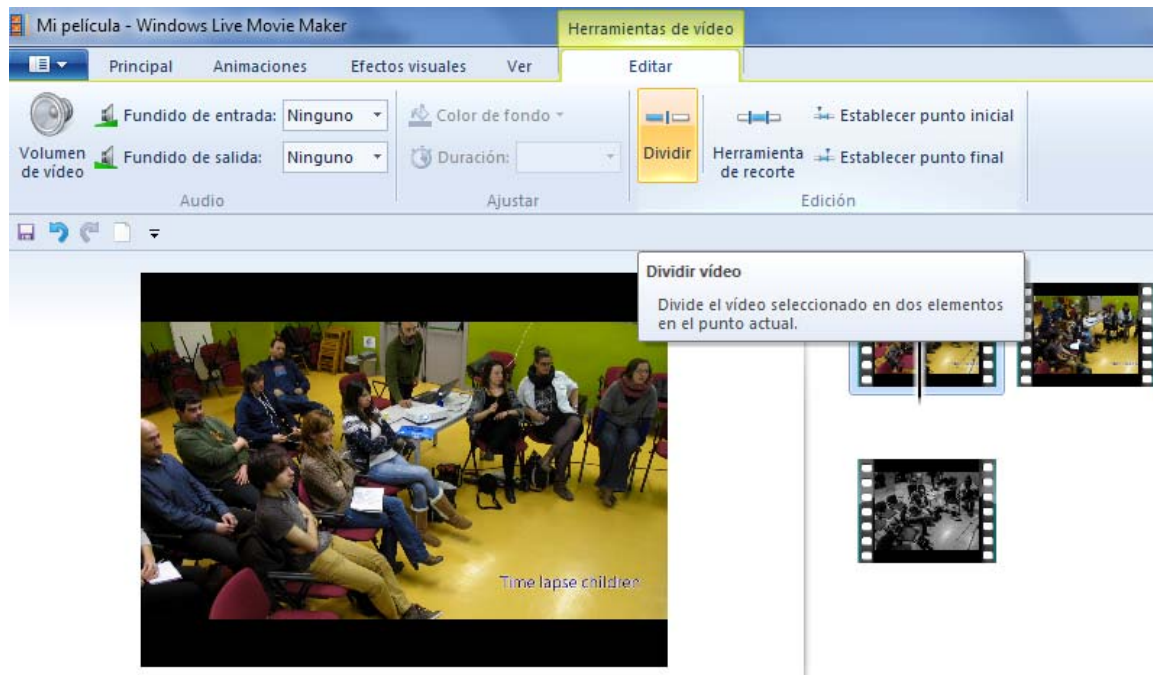 Mi película - Windows Live Movie Maker
Herramientas de vídeo
Principal Animaciones Efectos visuales Ver Editar
Volumen de vídeo
Fundido de entrada: Ninguno
Fundido de salida: Ninguno
Audio
Color de fondo
Duración:
Ajustar
Dividir
Herramienta de recorte
Establecer punto inicial
Establecer punto final
Edición
Dividir vídeo
Divide el vídeo seleccionado en dos elementos
en el punto actual.
Time lapse children